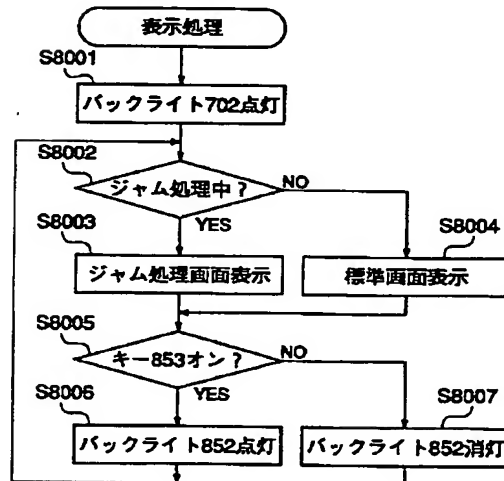 表示処理
S8001
バックライト702点灯
S8002
ジャム処理中?
NO
YES
S8003
ジャム処理画面表示
S8004
標準画面表示
S8005
キー853オン?
NO
YES
S8006
バックライト852点灯
S8007
バックライト852消灯